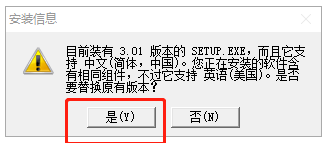 安装信息
目前装有 3.01 版本的 SETUP.EXE，而且它支
持 中文(简体，中国)。您正在安装的软件含
有相同组件，不过它支持 英语(美国)。是否
要替换原有版本？
是(Y)
否(N)